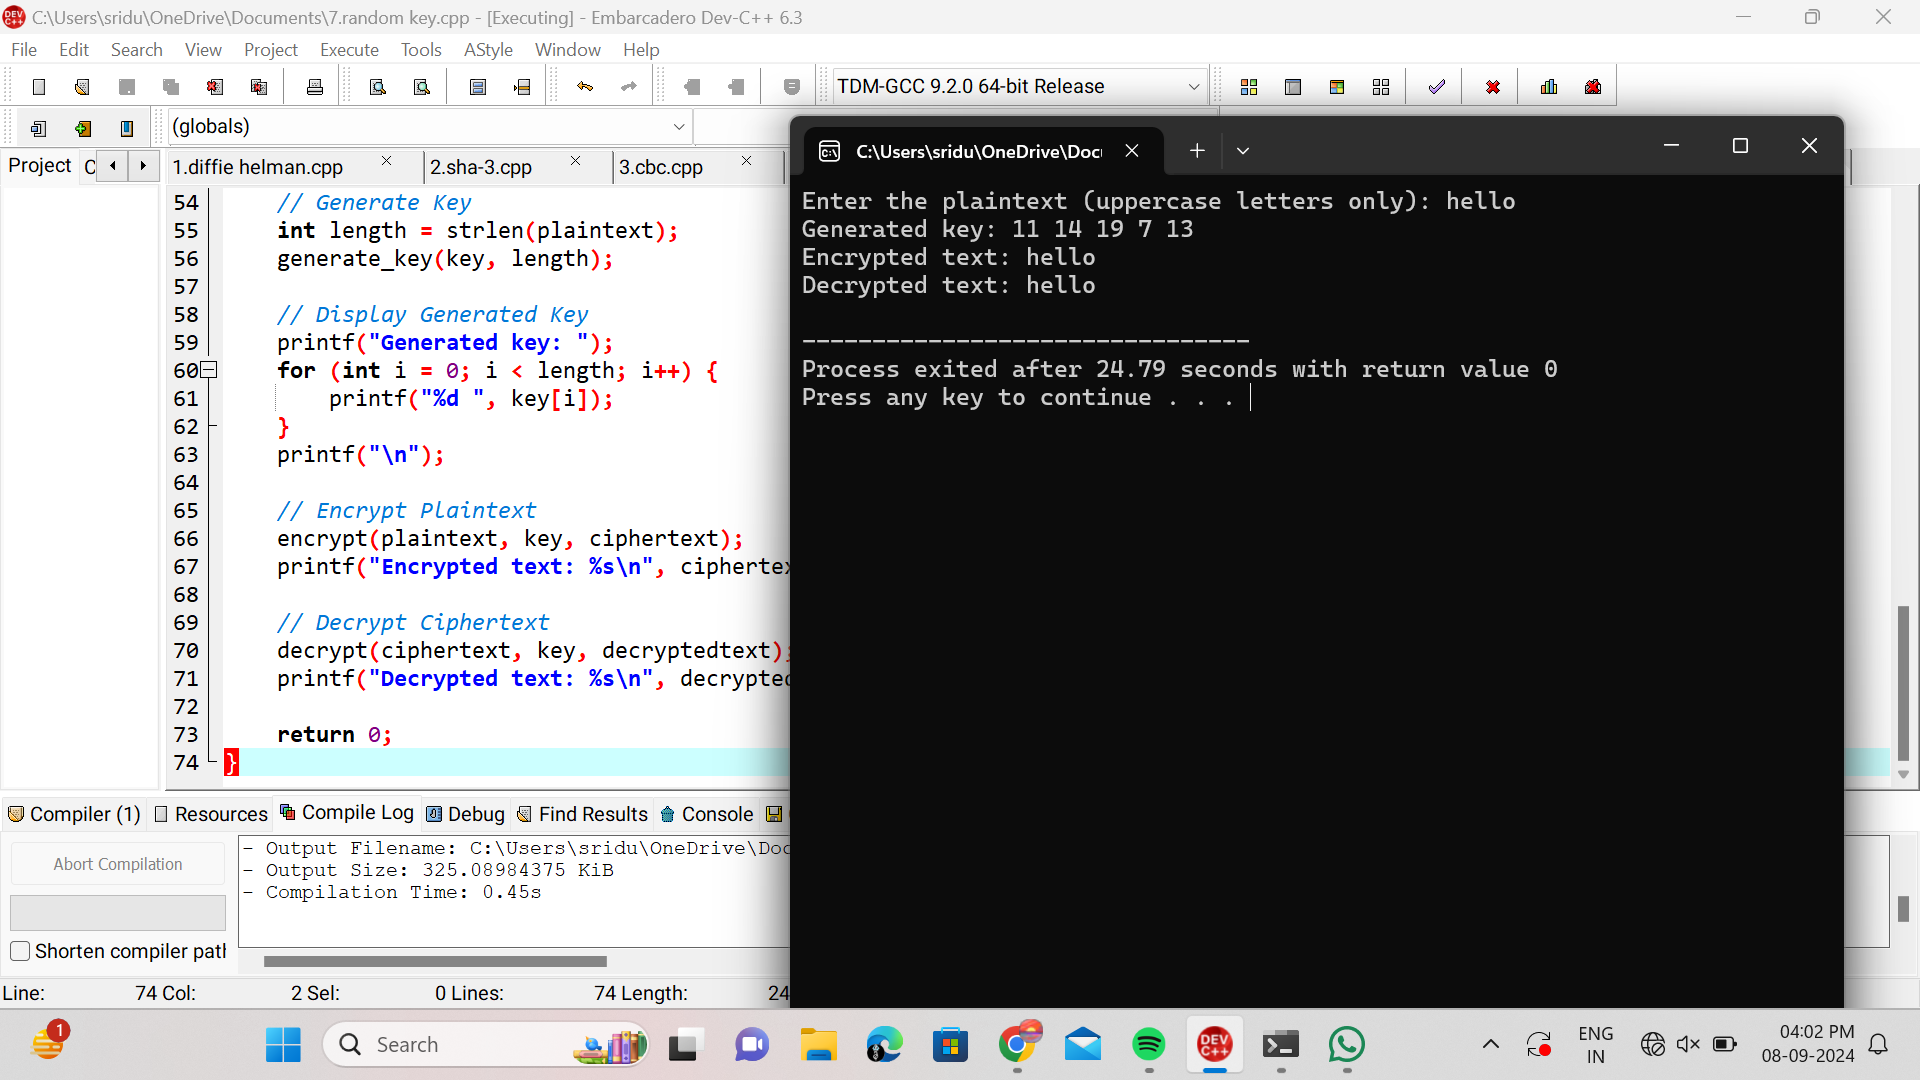 C:\Users\sridu\OneDrive\Documents\7.random key.cpp - [Executing] - Embarcadero Dev-C++ 6.3
File Edit Search View Project Execute Tools AStyle Window Help
TDM-GCC 9.2.0 64-bit Release
(globals)
Project
1.diffie helman.cpp 2.sha-3.cpp 3.cbc.cpp
54 // Generate Key
55 int length = strlen(plaintext);
56 generate_key(key, length);
57
58 // Display Generated Key
59 printf("Generated key: ");
60 for (int i = 0; i < length; i++) {
61 printf("%d ", key[i]);
62 }
63 printf("\n");
64
65 // Encrypt Plaintext
66 encrypt(plaintext, key, ciphertext);
67 printf("Encrypted text: %s\n", ciphertex
68
69 // Decrypt Ciphertext
70 decrypt(ciphertext, key, decryptedtext);
71 printf("Decrypted text: %s\n", decrypted
72
73 return 0;
74 }
C:\Users\sridu\OneDrive\Doc
Enter the plaintext (uppercase letters only): hello
Generated key: 11 14 19 7 13
Encrypted text: hello
Decrypted text: hello
--------------------------------
Process exited after 24.79 seconds with return value 0
Press any key to continue . . .
Compiler (1) Resources Compile Log Debug Find Results Console
Abort Compilation
Shorten compiler path
- Output Filename: C:\Users\sridu\OneDrive\Doc
- Output Size: 325.08984375 KiB
- Compilation Time: 0.45s
Line: 74 Col: 2 Sel: 0 Lines: 74 Length: 24
1
Search
DEV C++
ENG
IN
04:02 PM
08-09-2024